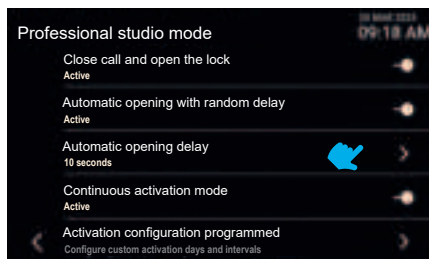 Professional studio mode
09:18 AM
Close call and open the lock
Active
Automatic opening with random delay
Active
Automatic opening delay
10 seconds
Continuous activation mode
Active
Activation configuration programmed
Configure custom activation days and intervals